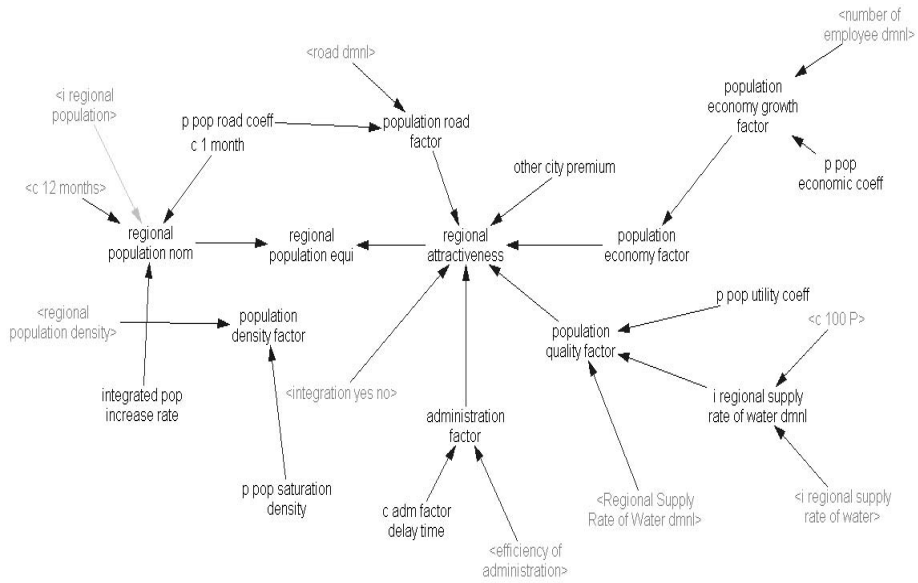 <number of
employee dmnl>
<road dmnl>
<i regional
population>
population
economy growth
factor
p pop road coeff
population road
factor
c 1 month
other city premium
p pop
economic coeff
<c 12 months>
regional
population nom
regional
population equi
regional
attractiveness
population
economy factor
p pop utility coeff
<regional
population density>
population
density factor
<c 100 P>
population
quality factor
integrated pop
increase rate
<integration yes no>
i regional supply
rate of water dmnl
administration
factor
p pop saturation
density
c adm factor
delay time
<Regional Supply
Rate of Water dmnl>
<i regional supply
rate of water>
<efficiency of
administration>